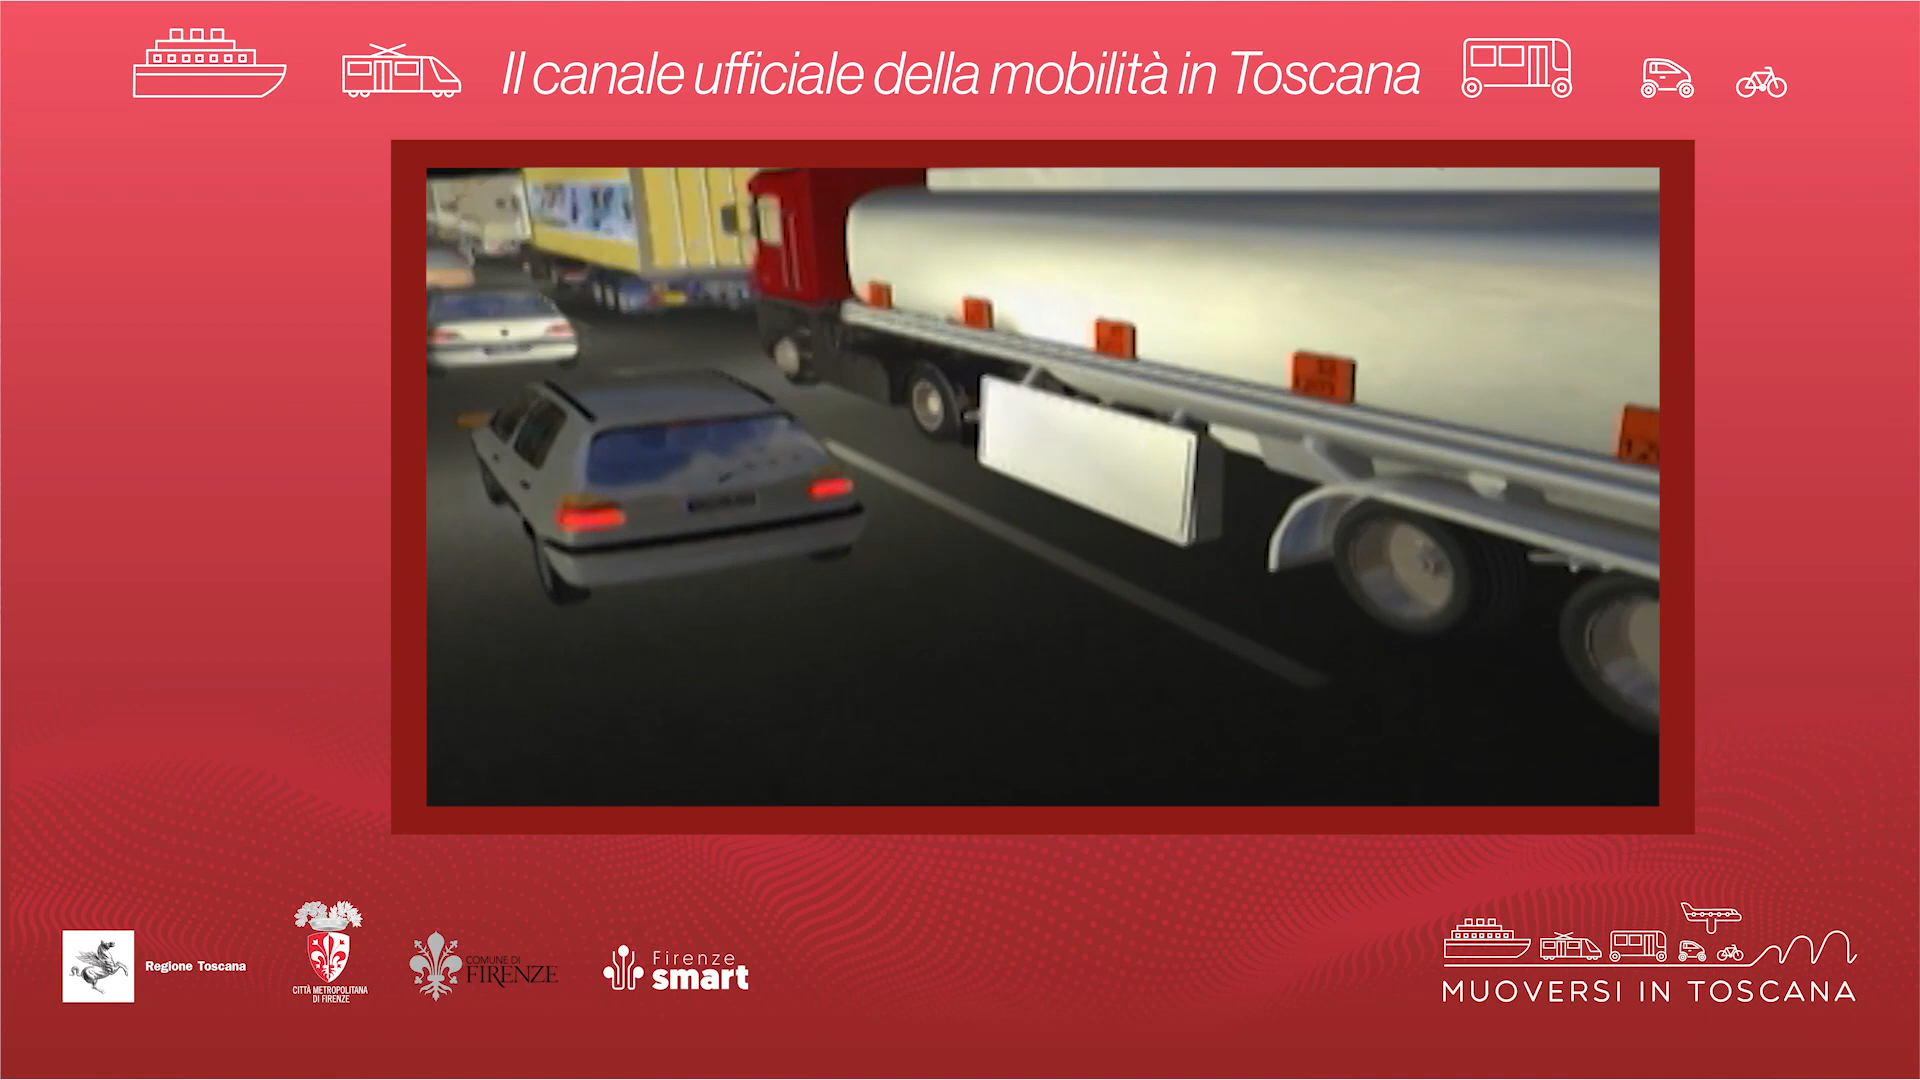 Il canale ufficiale della mobilità in Toscana
Regione Toscana
CITTÀ METROPOLITANA
DI FIRENZE
COMUNE DI
FIRENZE
Firenze
smart
MUOVERSI IN TOSCANA